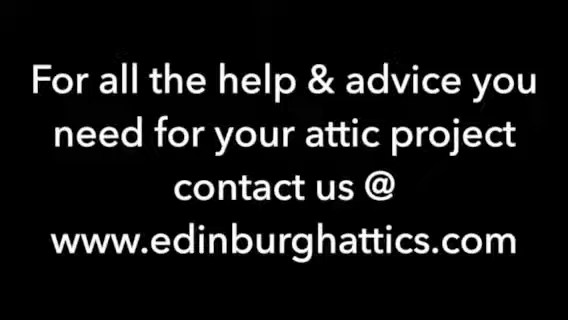 For all the help & advice you
need for your attic project
contact us @
www.edinburghattics.com